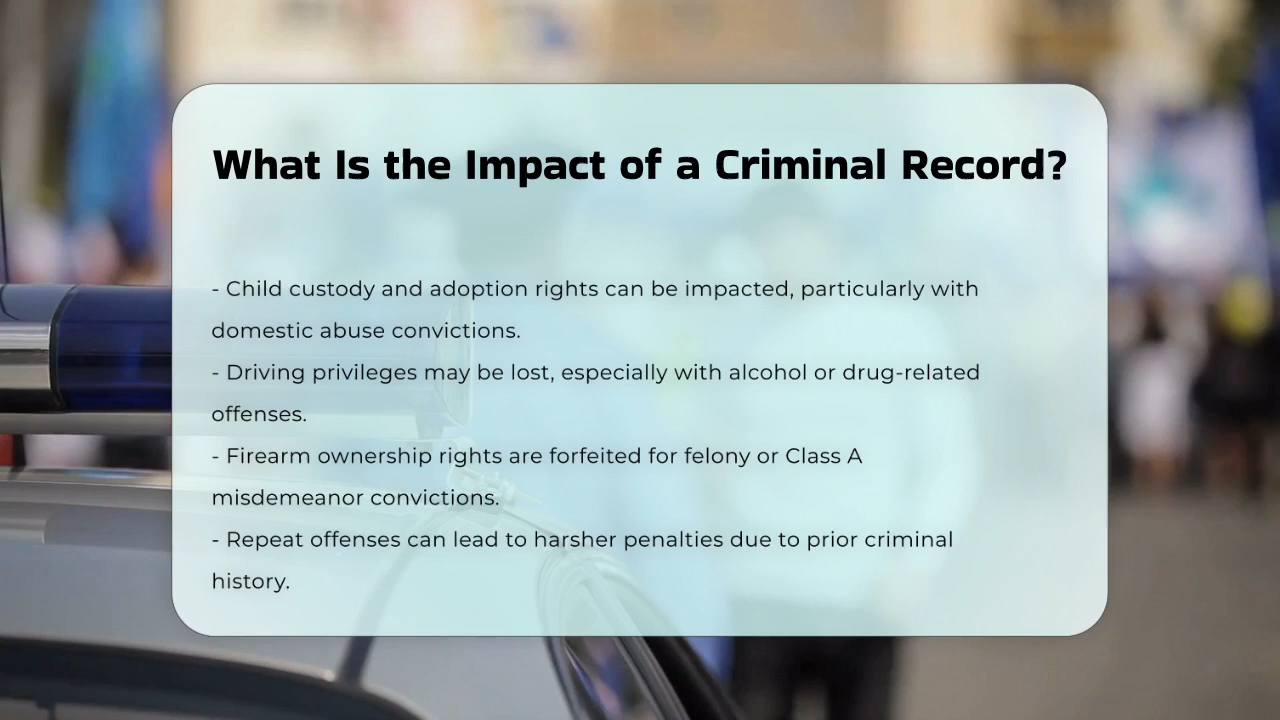 What Is the Impact of a Criminal Record?
- Child custody and adoption rights can be impacted, particularly with
domestic abuse convictions.
- Driving privileges may be lost, especially with alcohol or drug-related
offenses.
- Firearm ownership rights are forfeited for felony or Class A
misdemeanor convictions.
- Repeat offenses can lead to harsher penalties due to prior criminal
history.